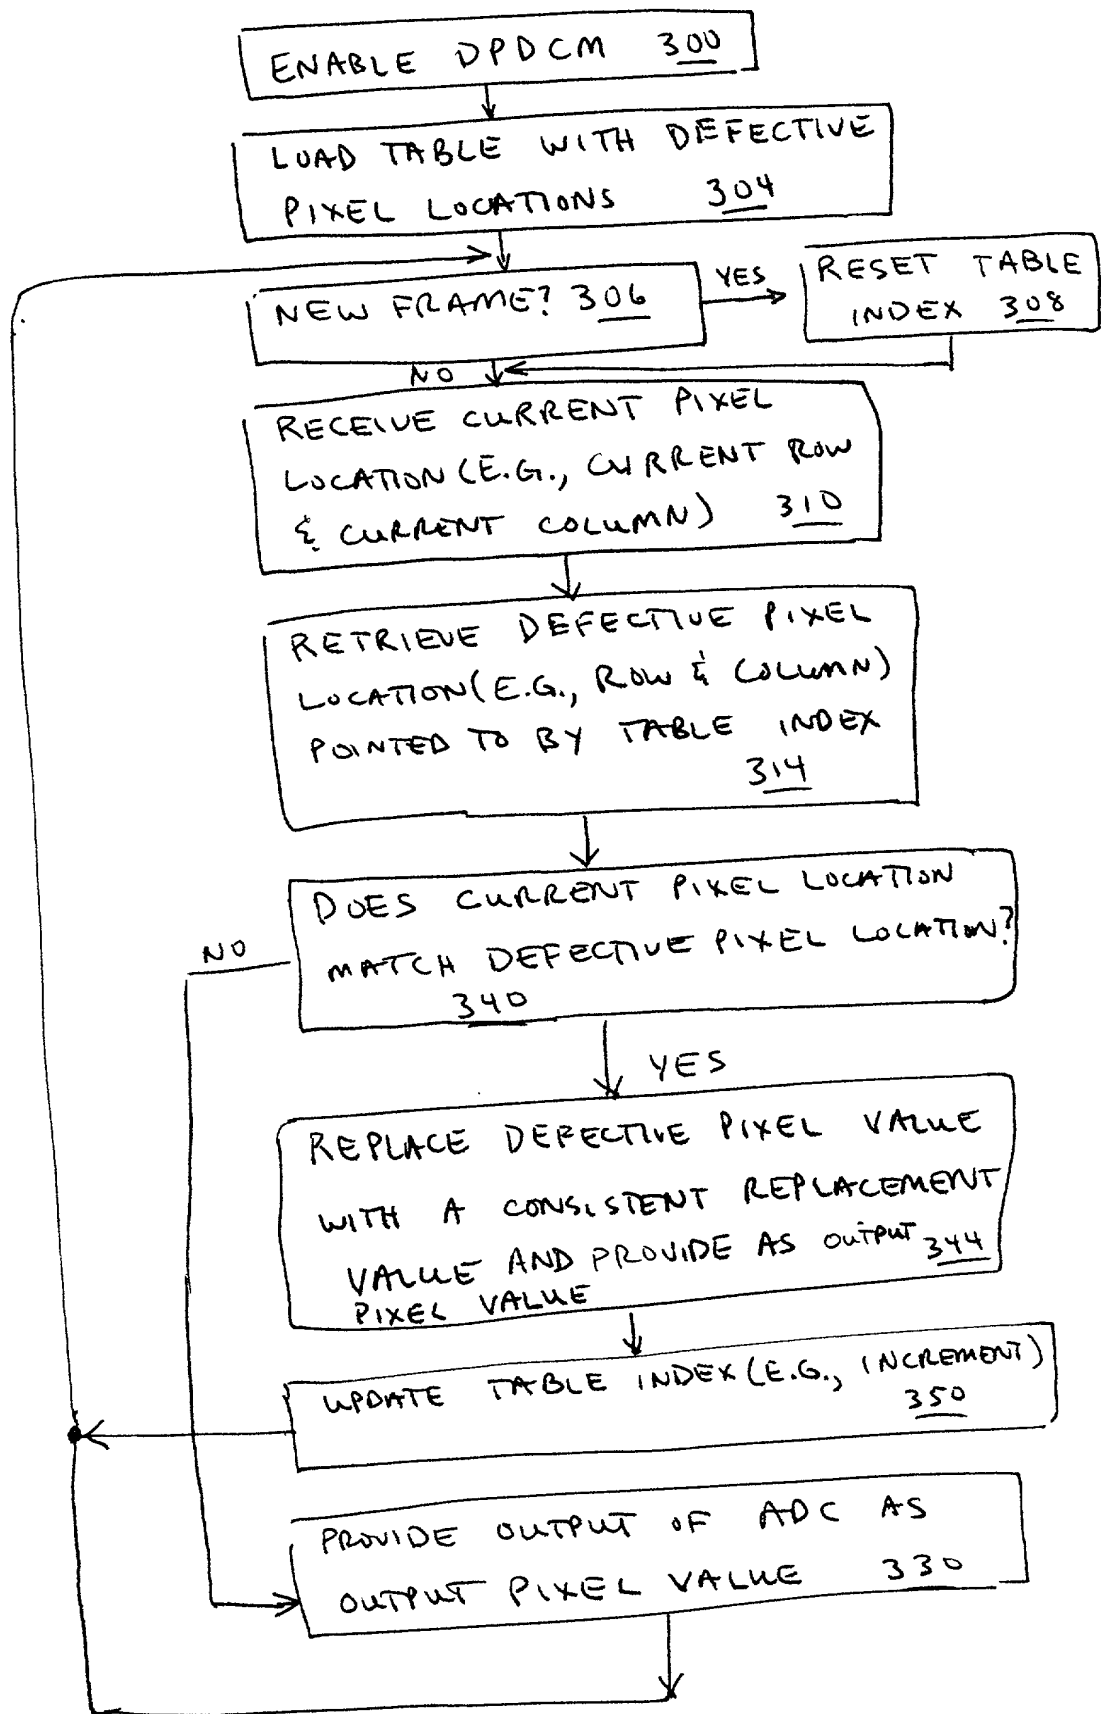 ENABLE DPDCM 300
LOAD TABLE WITH DEFECTIVE
PIXEL LOCATIONS 304
NEW FRAME? 306
YES
RESET TABLE
INDEX 308
NO
RECEIVE CURRENT PIXEL
LOCATION (E.G., CURRENT ROW
& CURRENT COLUMN) 310
RETRIEVE DEFECTIVE PIXEL
LOCATION (E.G., ROW & COLUMN)
POINTED TO BY TABLE INDEX
314
DOES CURRENT PIXEL LOCATION
MATCH DEFECTIVE PIXEL LOCATION?
340
NO
YES
REPLACE DEFECTIVE PIXEL VALUE
WITH A CONSISTENT REPLACEMENT
VALUE AND PROVIDE AS OUTPUT 344
PIXEL VALUE
UPDATE TABLE INDEX (E.G., INCREMENT)
350
PROVIDE OUTPUT OF ADC AS
OUTPUT PIXEL VALUE 330